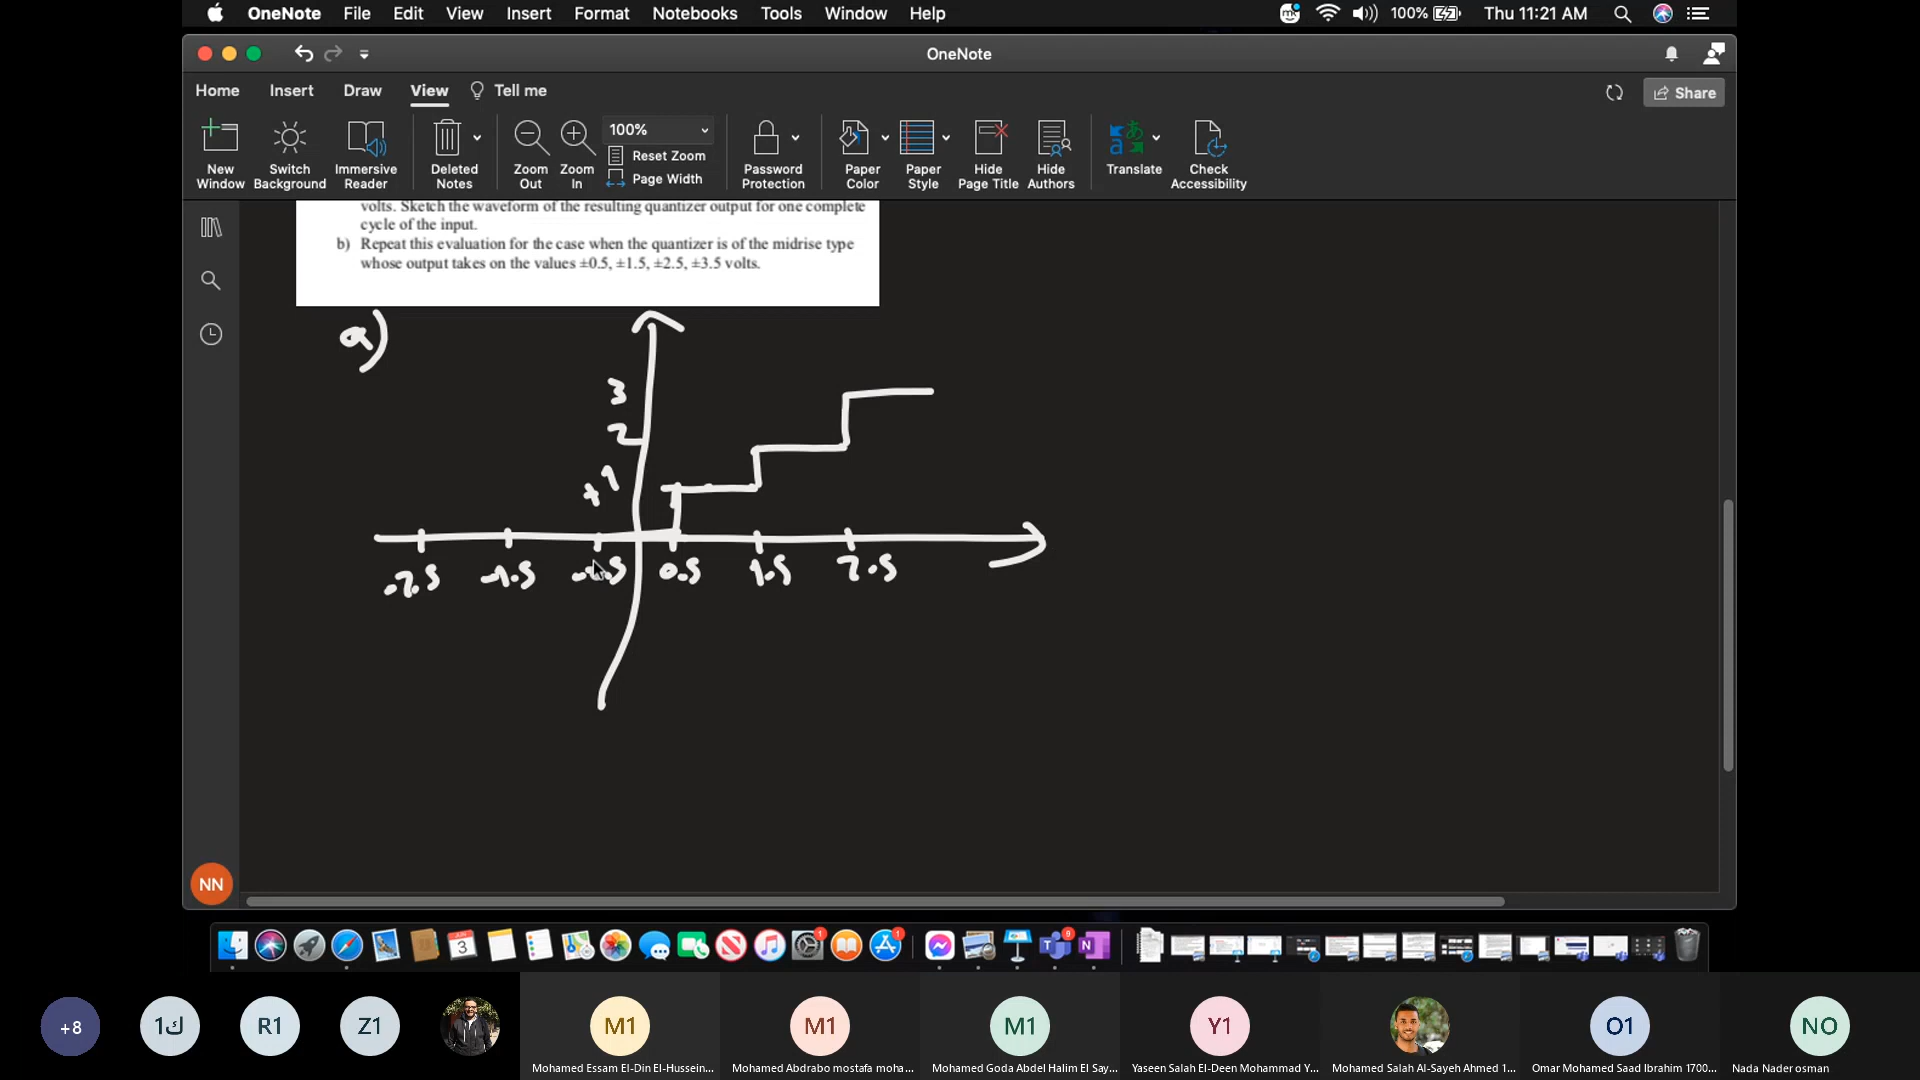 OneNote File Edit View Insert Format Notebooks Tools Window Help
100% Thu 11:21 AM
OneNote
Home Insert Draw View Tell me
Share
New Window
Switch Background
Immersive Reader
Deleted Notes
Zoom Out
Zoom In
100%
Reset Zoom
Page Width
Password Protection
Paper Color
Paper Style
Hide Page Title
Hide Authors
Translate
Check Accessibility
volts. Sketch the waveform of the resulting quantizer output for one complete
cycle of the input.
b) Repeat this evaluation for the case when the quantizer is of the midrise type
whose output takes on the values ±0.5, ±1.5, ±2.5, ±3.5 volts.
a)
3
2
+1
-2.5 -1.5 0.5 1.5 2.5
NN
3
1
1
9
+8
ك1
R1
Z1
M1
M1
M1
Y1
O1
NO
Mohamed Essam El-Din El-Hussein...
Mohamed Abdrabo mostafa moha...
Mohamed Goda Abdel Halim El Say...
Yaseen Salah El-Deen Mohammad Y...
Mohamed Salah Al-Sayeh Ahmed 1...
Omar Mohamed Saad Ibrahim 1700...
Nada Nader osman